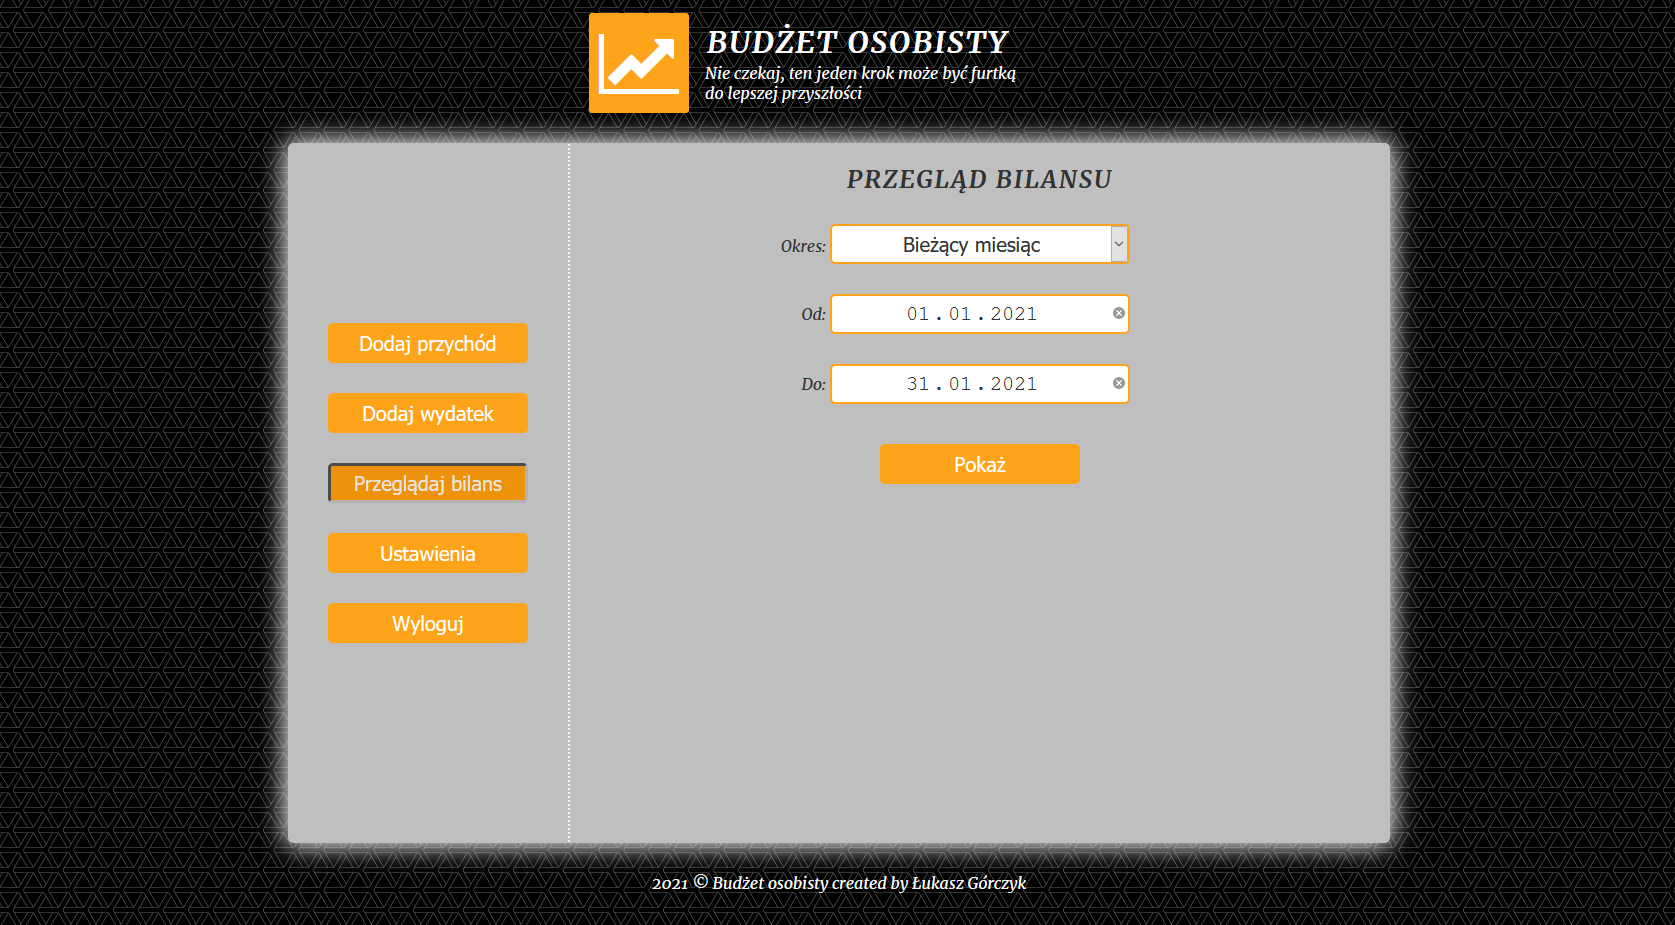 BUDŻET OSOBISTY
Nie czekaj, ten jeden krok może być furtką
do lepszej przyszłości
Dodaj przychód
Dodaj wydatek
Przeglądaj bilans
Ustawienia
Wyloguj
PRZEGLĄD BILANSU
Okres: Bieżący miesiąc
Od: 01.01.2021
Do: 31.01.2021
Pokaż
2021 © Budżet osobisty created by Łukasz Górczyk